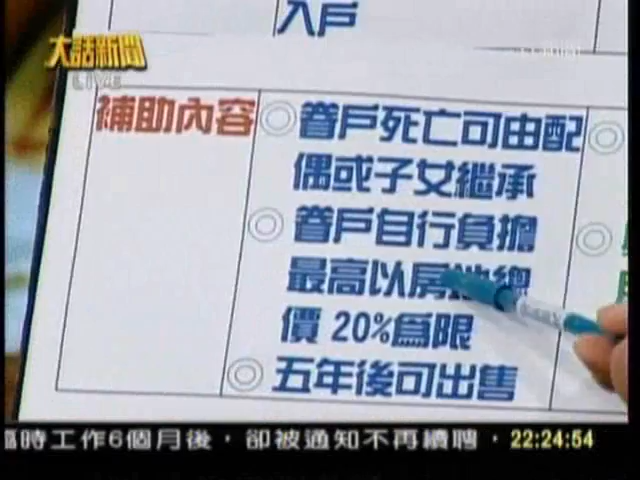 入戶
大話新聞
LIVE
補助內容
◎ 眷戶死亡可由配
偶或子女繼承
◎ 眷戶自行負擔
最高以房地總
價 20%為限
◎ 五年後可出售
臨時工作6個月後，卻被通知不再續聘，
22:24:54